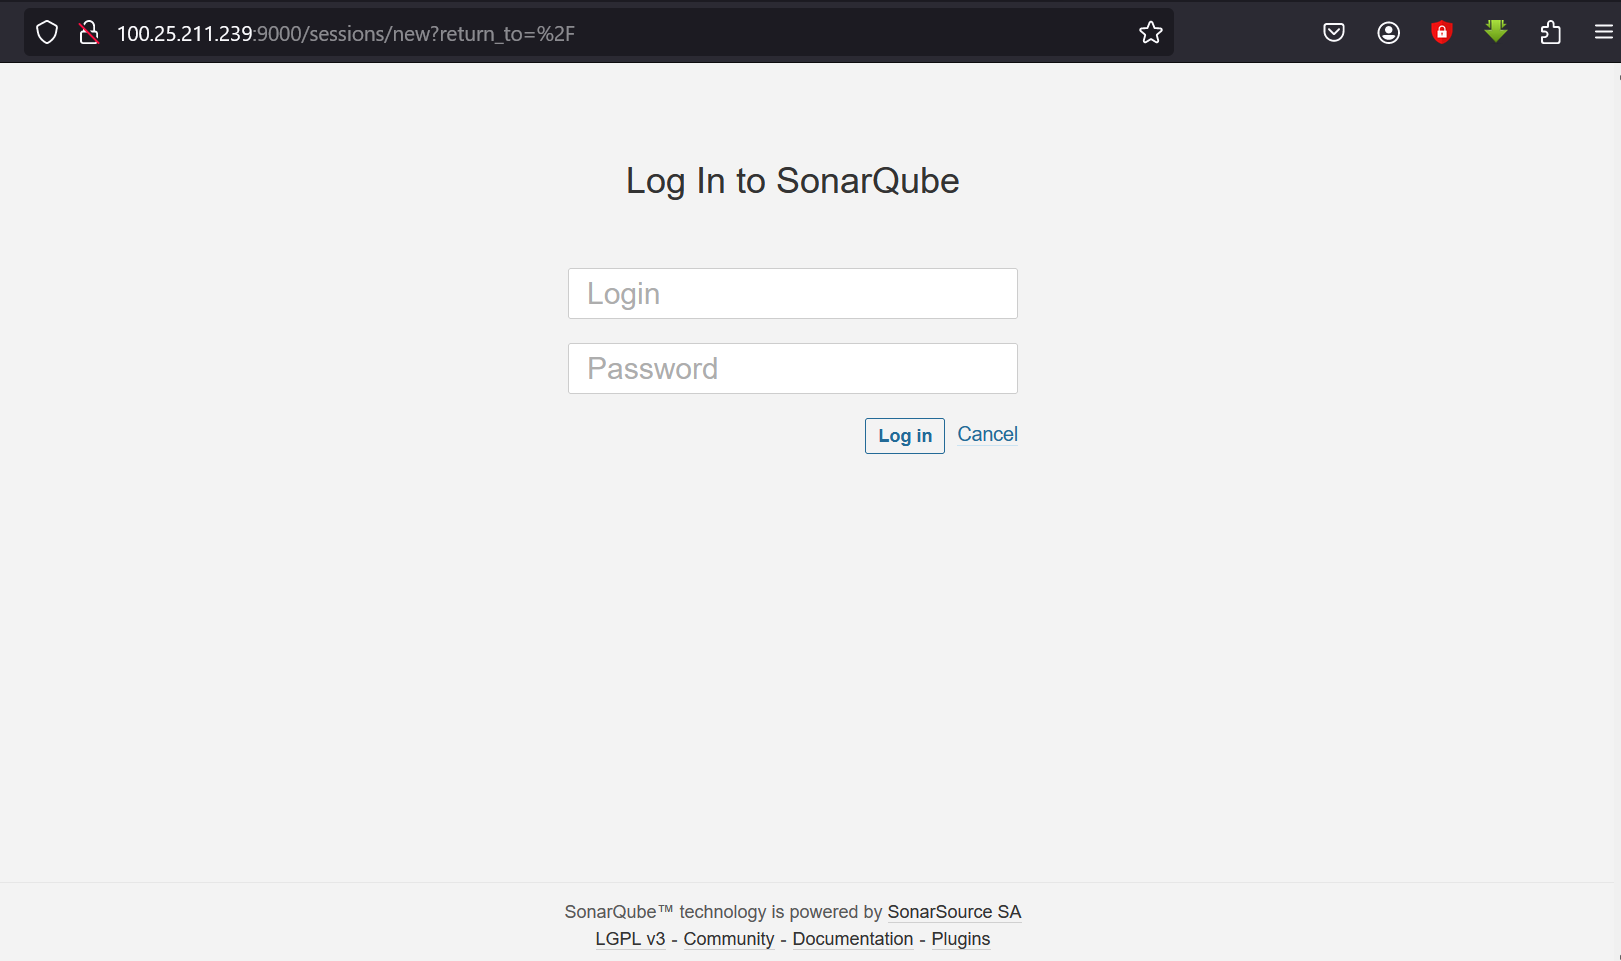 100.25.211.239:9000/sessions/new?return_to=%2F
Log In to SonarQube
Login
Password
Log in Cancel
SonarQube™ technology is powered by SonarSource SA
LGPL v3 - Community - Documentation - Plugins